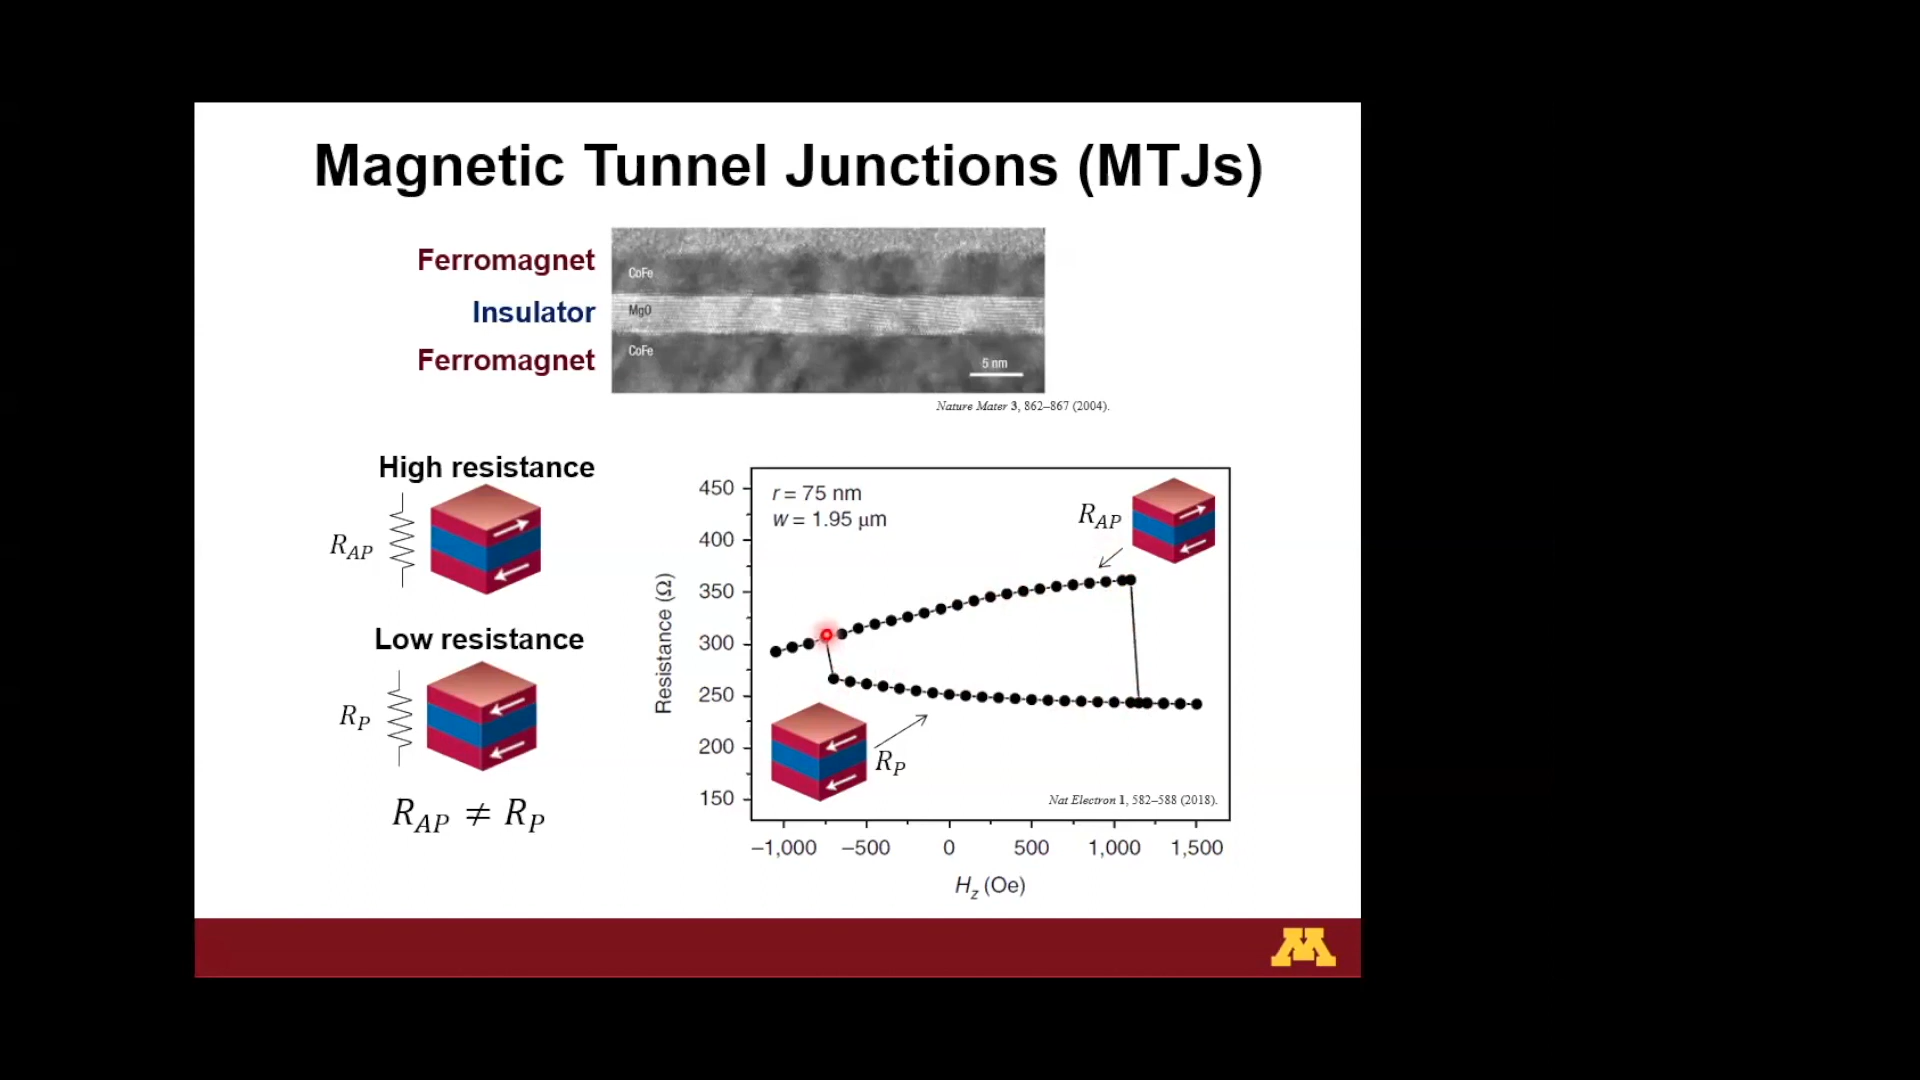 Magnetic Tunnel Junctions (MTJs)
Ferromagnet
Insulator
Ferromagnet
CoFe
MgO
CoFe
5 nm
Nature Mater 3, 862–867 (2004).
High resistance
R_AP
Low resistance
R_P
R_AP ≠ R_P
r = 75 nm
w = 1.95 μm
R_AP
R_P
Nat Electron 1, 582–588 (2018).
Resistance (Ω)
450
400
350
300
250
200
150
–1,000 –500 0 500 1,000 1,500
H_z (Oe)
M